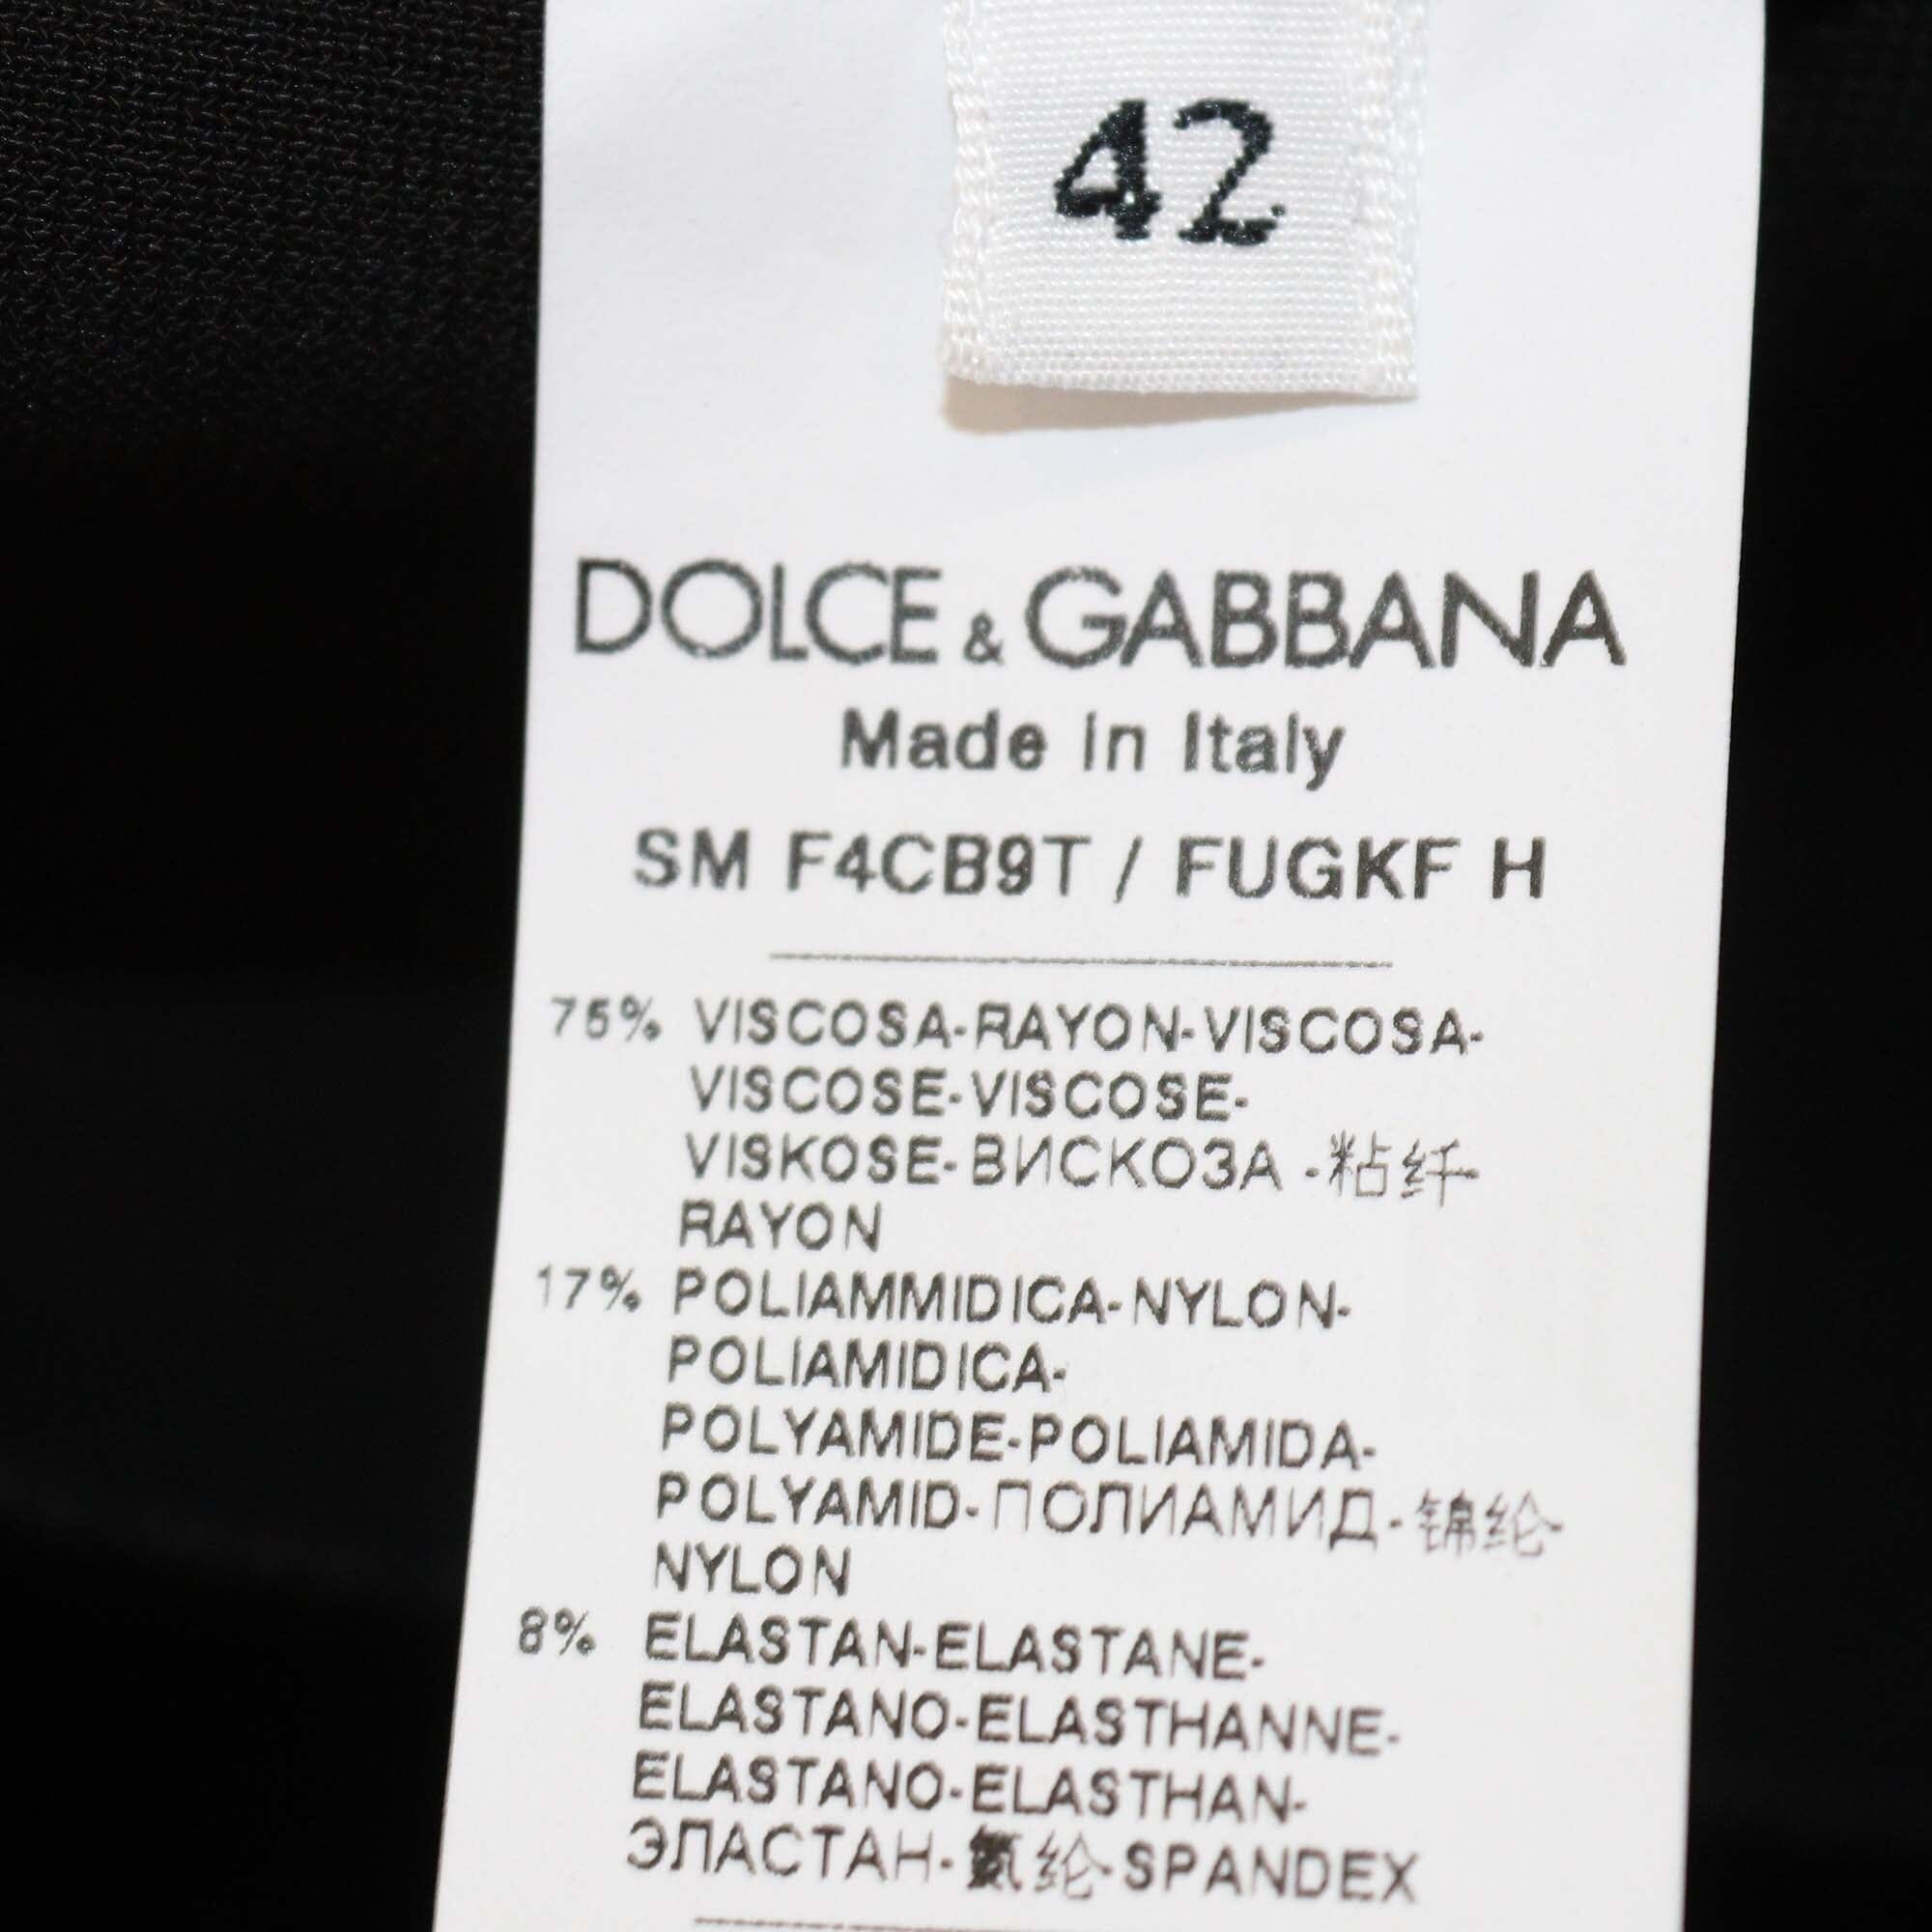 42
DOLCE & GABBANA
Made in Italy
SM F4CB9T / FUGKF H
75% VISCOSA-RAYON-VISCOSA-
VISCOSE-VISCOSE-
VISKOSE-ВИСКОЗА -粘纤-
RAYON
17% POLIAMMIDICA-NYLON-
POLIAMIDICA-
POLYAMIDE-POLIAMIDA-
POLYAMID-ПОЛИАМИД-锦纶-
NYLON
8% ELASTAN-ELASTANE-
ELASTANO-ELASTHANNE-
ELASTANO-ELASTHAN-
ЭЛАСТАН-氨纶-SPANDEX